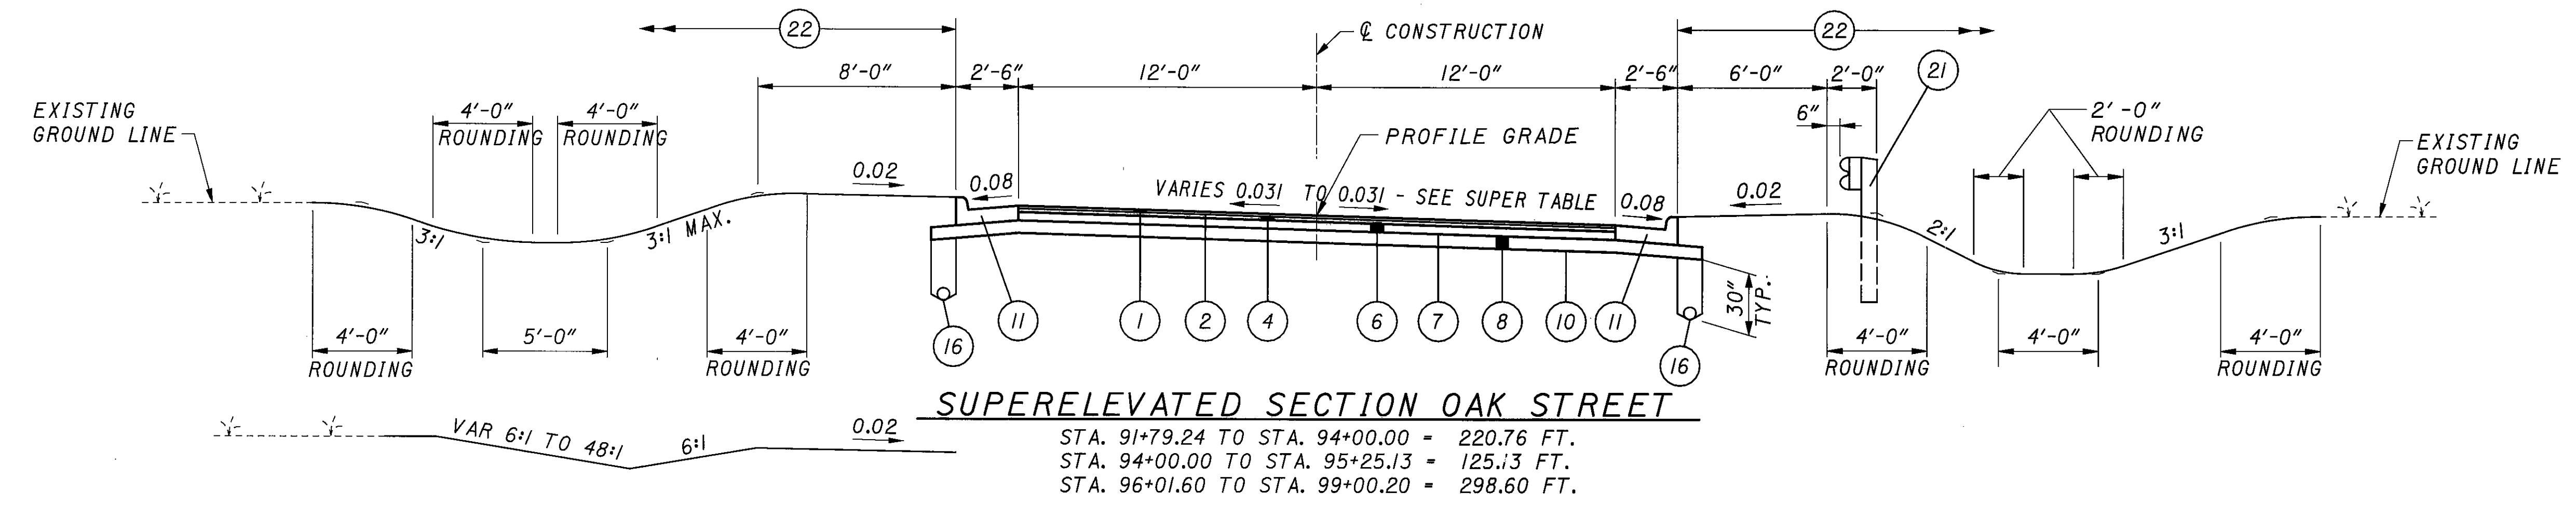 22
℄ CONSTRUCTION
22
8'-0"
2'-6"
12'-0"
12'-0"
2'-6"
6'-0"
2'-0"
21
EXISTING
GROUND LINE
4'-0"
ROUNDING
4'-0"
ROUNDING
6"
2'-0"
ROUNDING
PROFILE GRADE
EXISTING
GROUND LINE
0.02
0.08
VARIES 0.031 TO 0.031 - SEE SUPER TABLE
0.08
0.02
3:1
3:1 MAX.
2:1
3:1
30"
TYP.
11
1
2
4
6
7
8
10
11
16
16
4'-0"
ROUNDING
5'-0"
4'-0"
ROUNDING
4'-0"
ROUNDING
4'-0"
4'-0"
ROUNDING
SUPERELEVATED SECTION OAK STREET
VAR 6:1 TO 48:1
6:1
0.02
STA. 91+79.24 TO STA. 94+00.00 = 220.76 FT.
STA. 94+00.00 TO STA. 95+25.13 = 125.13 FT.
STA. 96+01.60 TO STA. 99+00.20 = 298.60 FT.